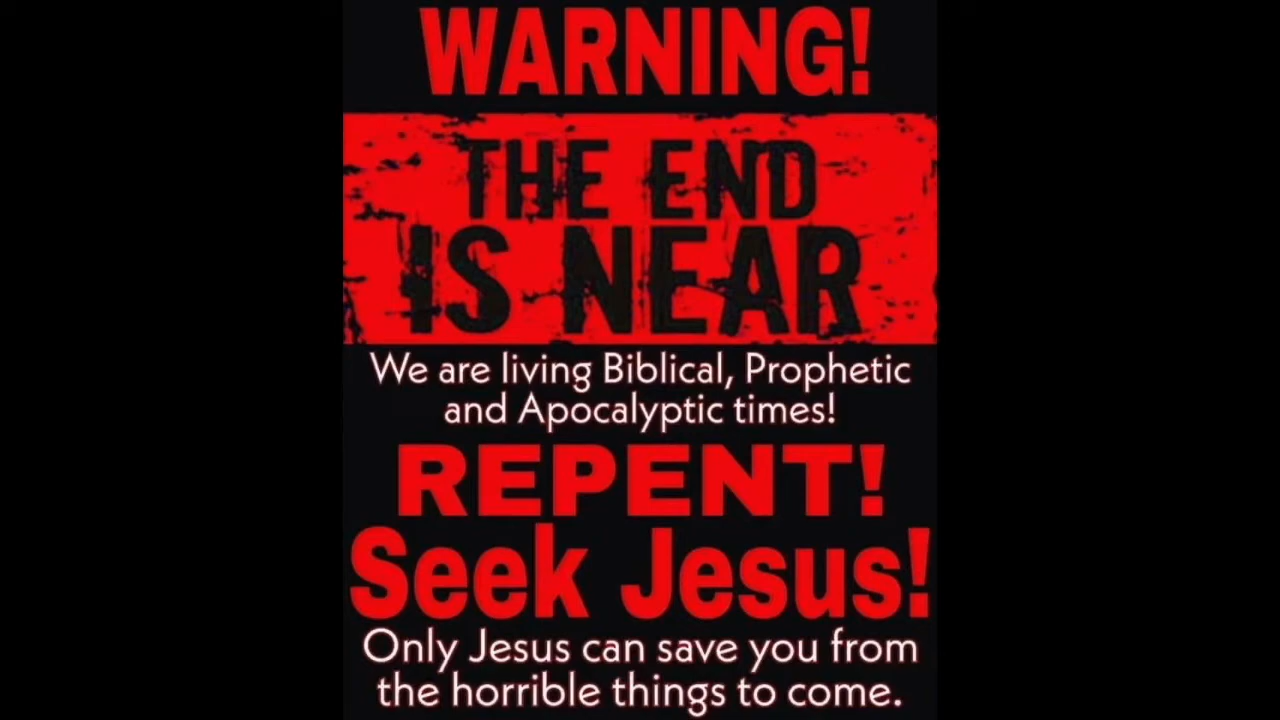 WARNING!
THE END
IS NEAR
We are living Biblical, Prophetic
and Apocalyptic times!
REPENT!
Seek Jesus!
Only Jesus can save you from
the horrible things to come.